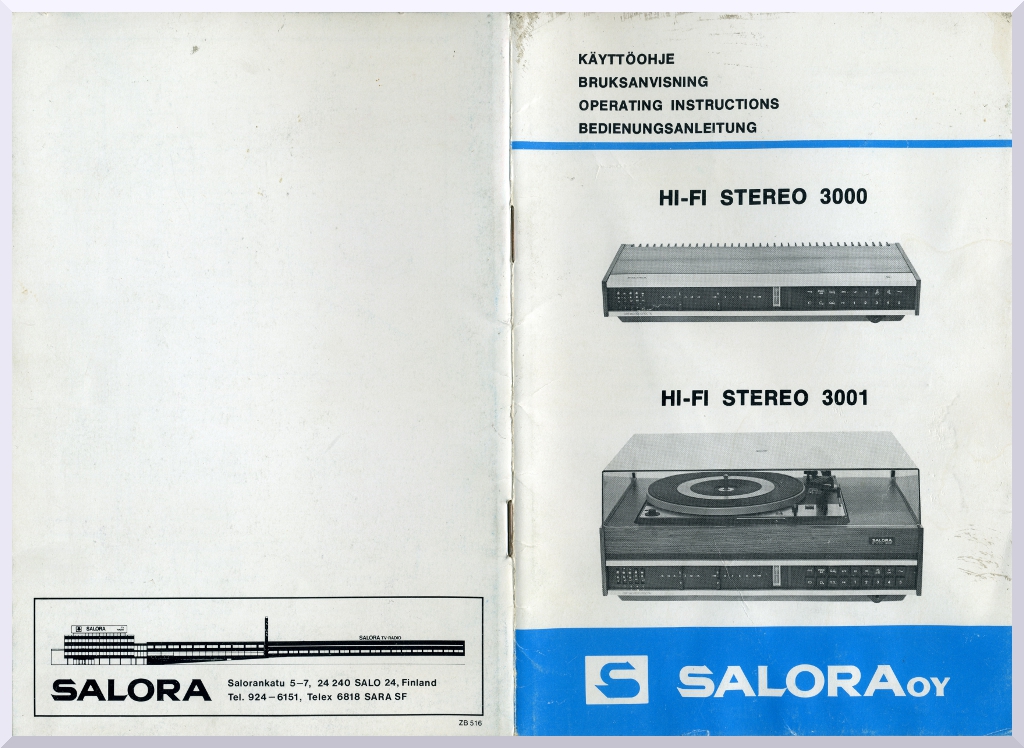 KÄYTTÖOHJE
BRUKSANVISNING
OPERATING INSTRUCTIONS
BEDIENUNGSANLEITUNG
HI-FI STEREO 3000
HI-FI STEREO 3001
SALORA
SALORA OY
SALORA
SALORA TV-RADIO
SALORA
Salorankatu 5–7, 24 240 SALO 24, Finland
Tel. 924–6151, Telex 6818 SARA SF
ZB 516